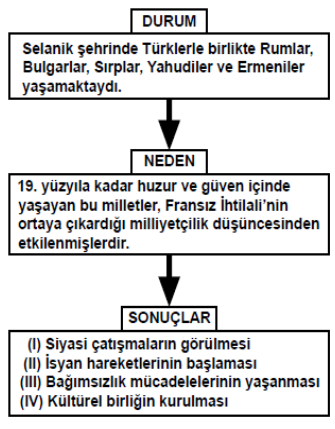 DURUM
Selanik şehrinde Türklerle birlikte Rumlar,
Bulgarlar, Sırplar, Yahudiler ve Ermeniler
yaşamaktaydı.
NEDEN
19. yüzyıla kadar huzur ve güven içinde
yaşayan bu milletler, Fransız İhtilali’nin
ortaya çıkardığı milliyetçilik düşüncesinden
etkilenmişlerdir.
SONUÇLAR
(I) Siyasi çatışmaların görülmesi
(II) İsyan hareketlerinin başlaması
(III) Bağımsızlık mücadelelerinin yaşanması
(IV) Kültürel birliğin kurulması